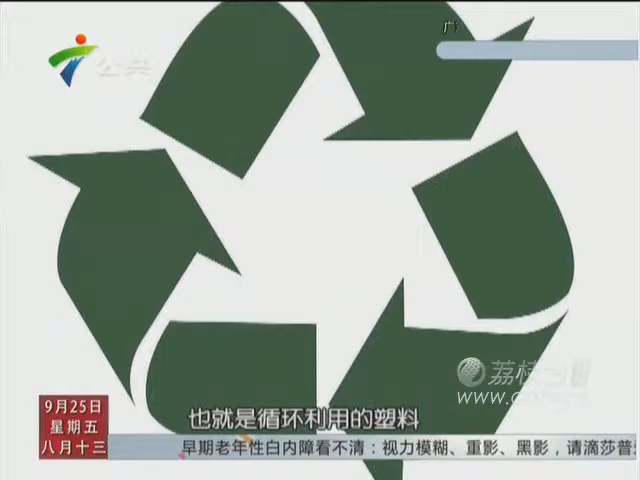 广
公共
荔枝网
也就是循环利用的塑料
9月25日
星期五
八月十三
早期老年性白内障看不清：视力模糊、重影、黑影，请滴莎普